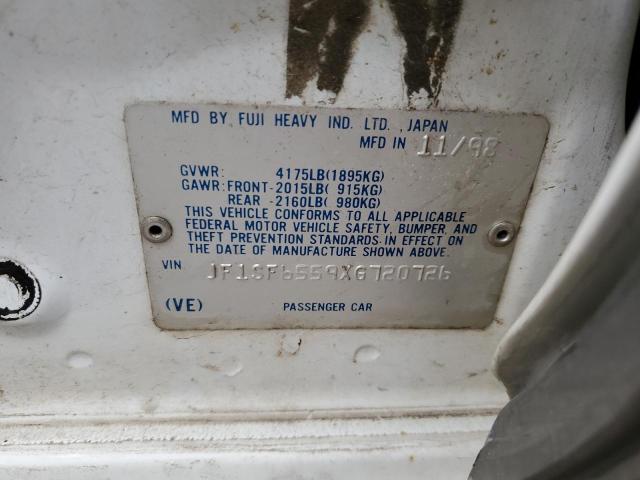 MFD BY FUJI HEAVY IND. LTD., JAPAN
MFD IN 11/98
GVWR: 4175LB(1895KG)
GAWR: FRONT-2015LB( 915KG)
REAR -2160LB( 980KG)
THIS VEHICLE CONFORMS TO ALL APPLICABLE
FEDERAL MOTOR VEHICLE SAFETY, BUMPER, AND
THEFT PREVENTION STANDARDS IN EFFECT ON
THE DATE OF MANUFACTURE SHOWN ABOVE.
VIN JF1SF6559XG720726
(VE) PASSENGER CAR